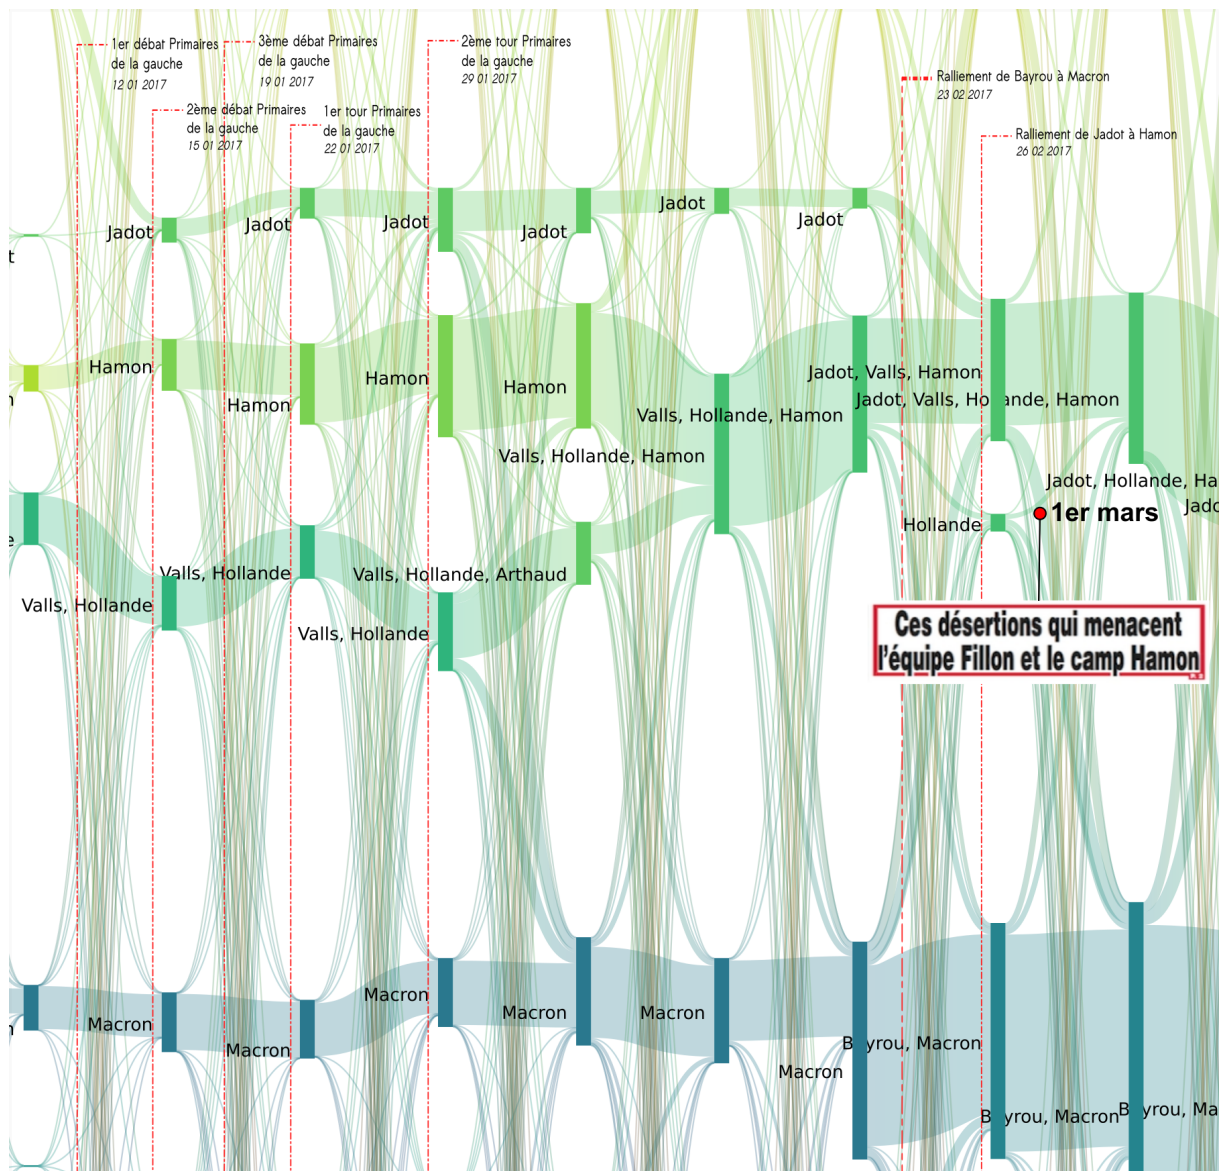 1er débat Primaires
de la gauche
12 01 2017
2ème débat Primaires
de la gauche
15 01 2017
3ème débat Primaires
de la gauche
19 01 2017
1er tour Primaires
de la gauche
22 01 2017
2ème tour Primaires
de la gauche
29 01 2017
Ralliement de Bayrou à Macron
23 02 2017
Ralliement de Jadot à Hamon
26 02 2017
t
Jadot
Jadot
Jadot
Jadot
Jadot
Jadot
n
Hamon
Hamon
Hamon
Hamon
Valls, Hollande, Hamon
Valls, Hollande, Hamon
Jadot, Valls, Hamon
Jadot, Valls, Hollande, Hamon
Jadot, Hollande, Ha
Jado
e
Valls, Hollande
Valls, Hollande
Valls, Hollande
Valls, Hollande, Arthaud
Hollande
1er mars
Ces désertions qui menacent
l'équipe Fillon et le camp Hamon
n
Macron
Macron
Macron
Macron
Macron
Macron
Bayrou, Macron
Bayrou, Macron
Bayrou, Ma